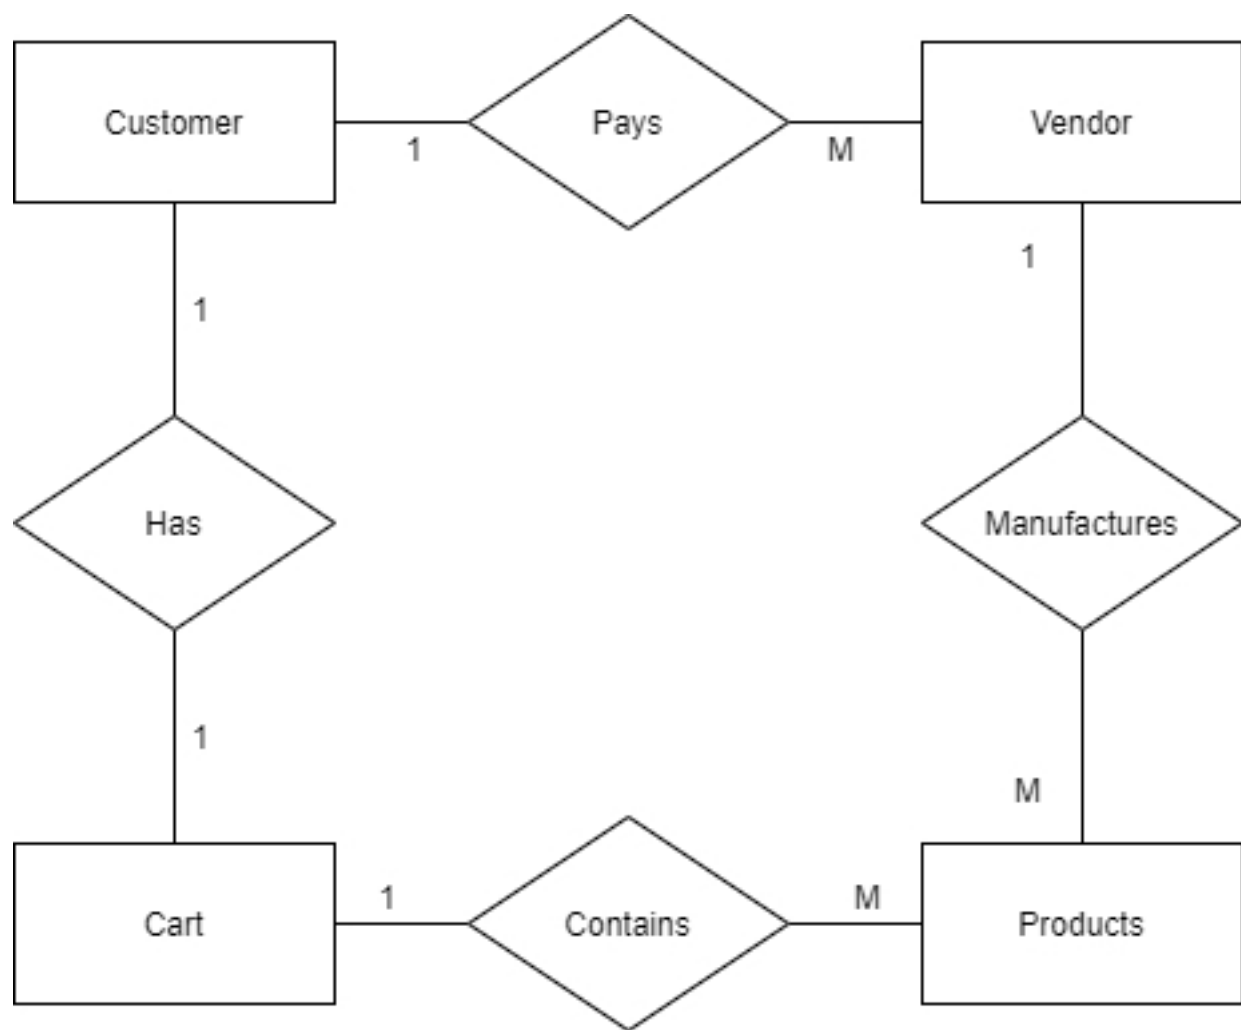 Customer
1
Pays
M
Vendor
1
1
Has
Manufactures
1
M
Cart
1
Contains
M
Products